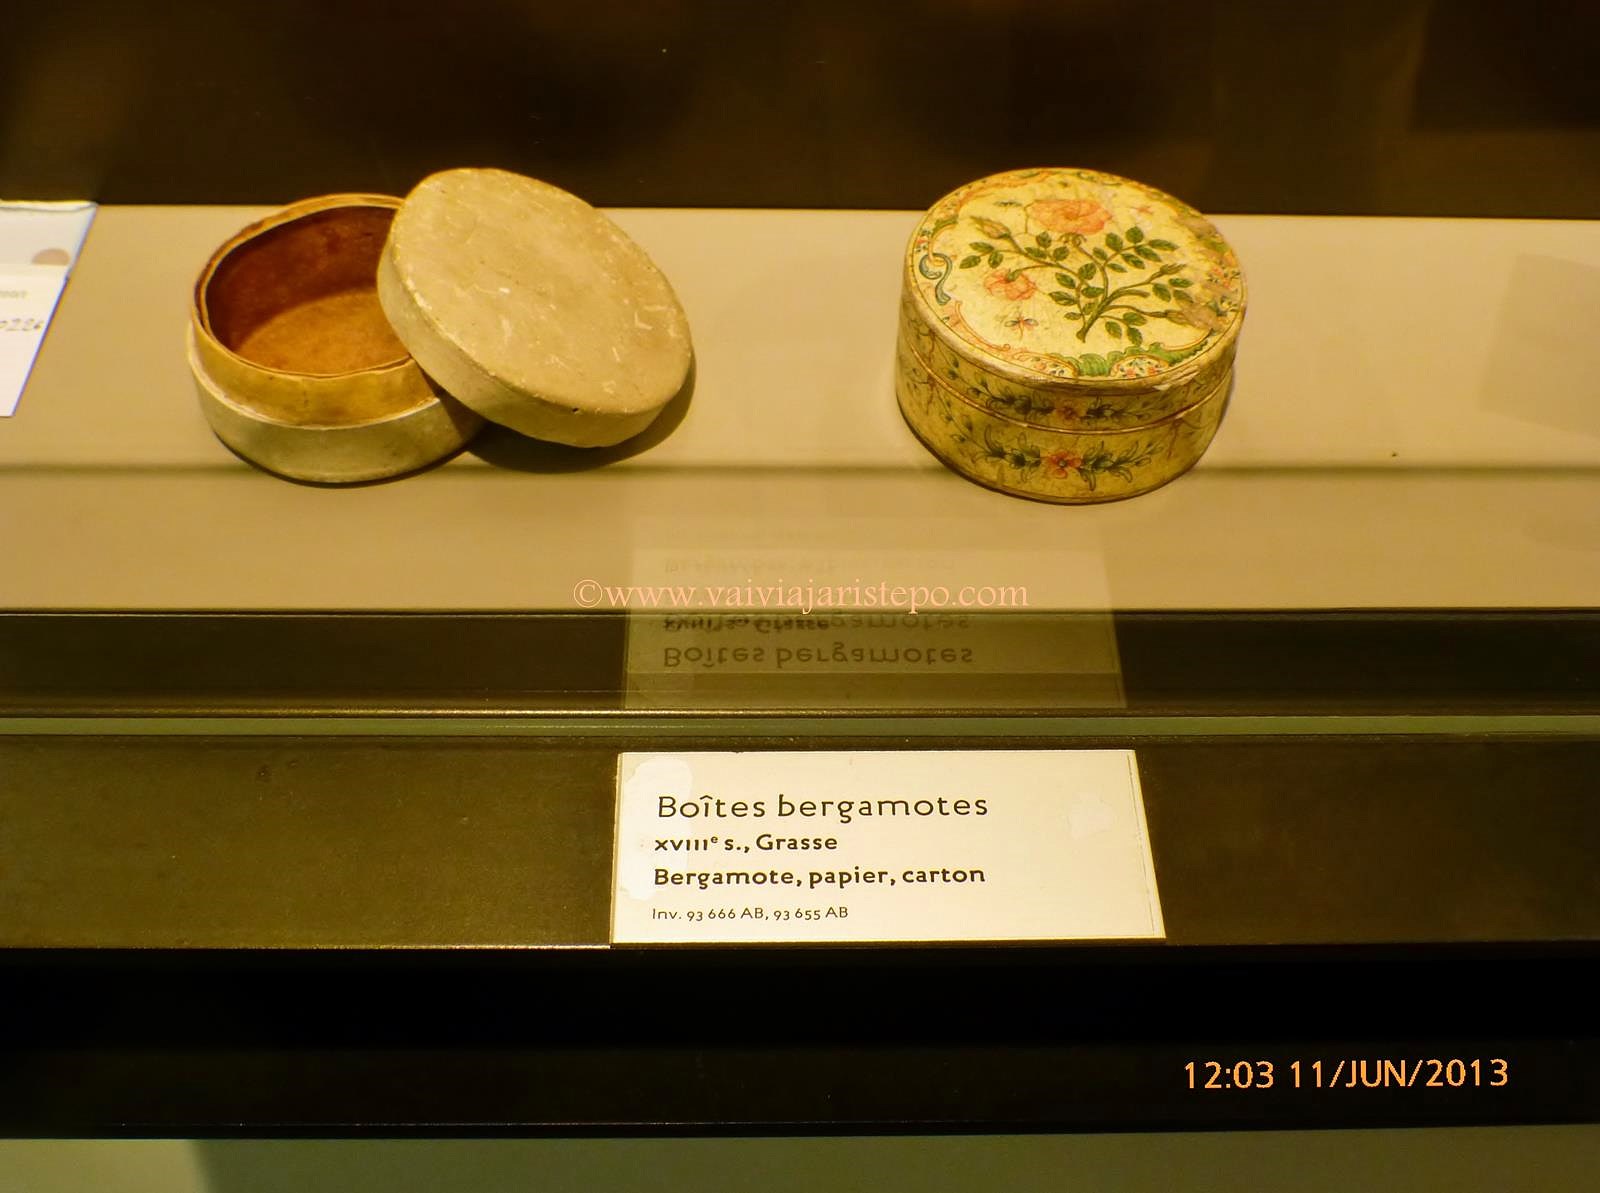 ©www.vaiviajaristepo.com
Boîtes bergamotes
XVIIIᵉ s., Grasse
Bergamote, papier, carton
Inv. 93 666 AB, 93 655 AB
12:03 11/JUN/2013